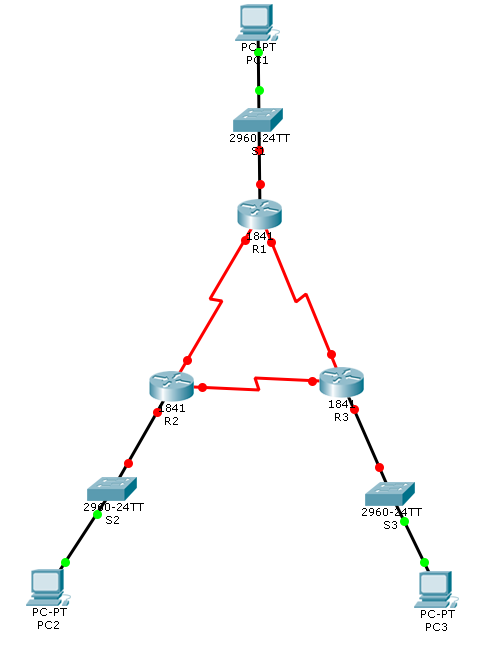 PC-PT
PC1
2960-24TT
S1
1841
R1
1841
R2
1841
R3
2960-24TT
S2
2960-24TT
S3
PC-PT
PC2
PC-PT
PC3